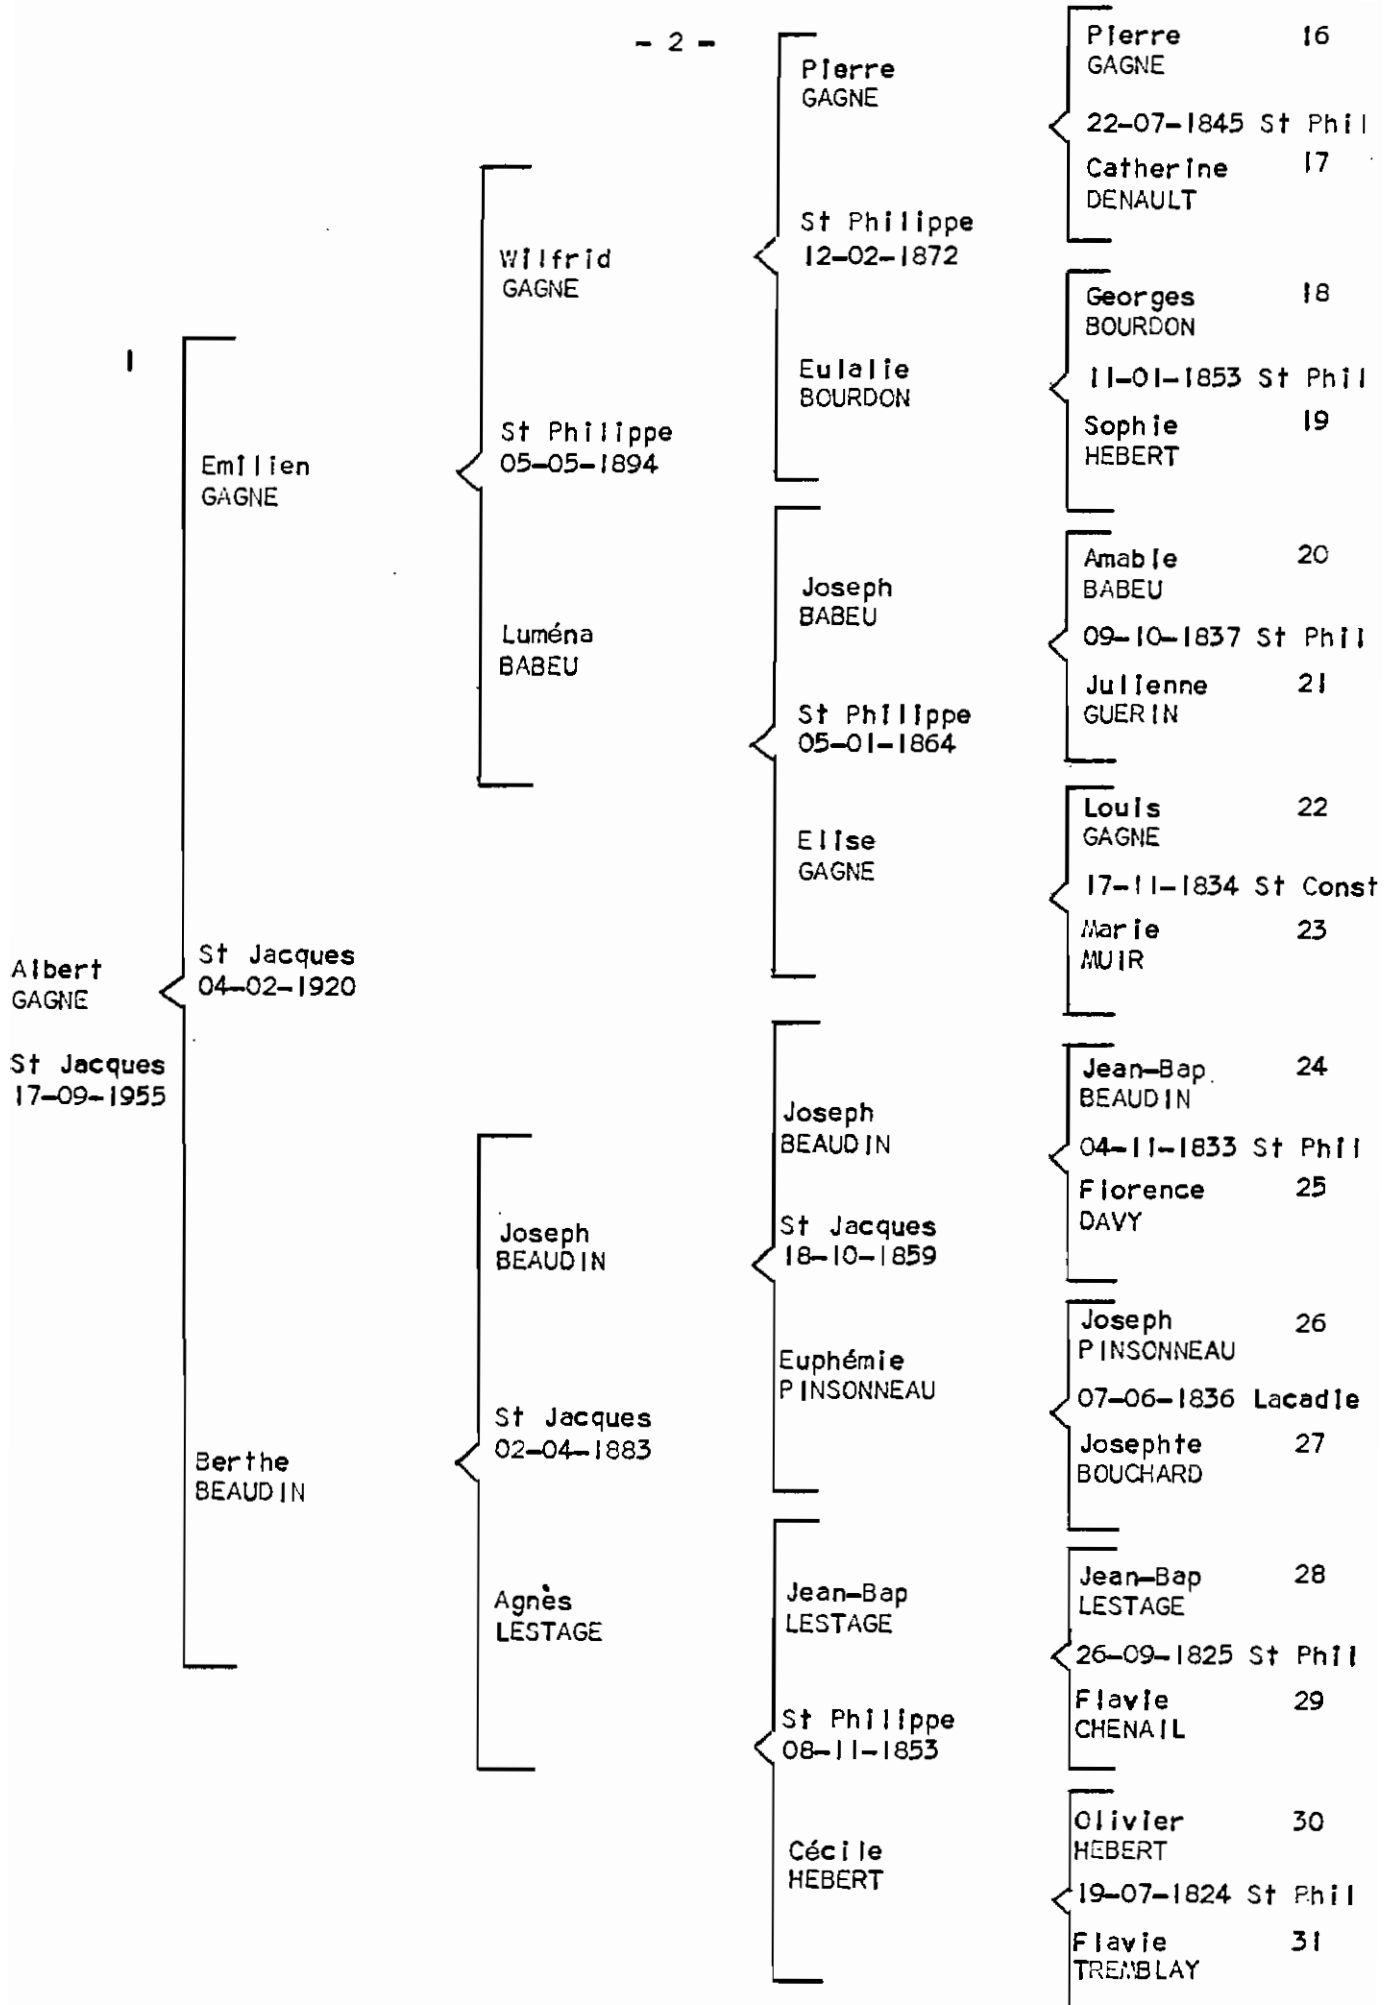 - 2 -
1
Albert
GAGNE
St Jacques
17-09-1955
Emilien
GAGNE
St Jacques
04-02-1920
Berthe
BEAUDIN
Wilfrid
GAGNE
St Philippe
05-05-1894
Luména
BABEU
Joseph
BEAUDIN
St Jacques
02-04-1883
Agnès
LESTAGE
Pierre
GAGNE
St Philippe
12-02-1872
Eulalie
BOURDON
Joseph
BABEU
St Philippe
05-01-1864
Elise
GAGNE
Joseph
BEAUDIN
St Jacques
18-10-1859
Euphémie
PINSONNEAU
Jean-Bap
LESTAGE
St Philippe
08-11-1853
Cécile
HEBERT
Pierre 16
GAGNE
22-07-1845 St Phil
Catherine 17
DENAULT
Georges 18
BOURDON
11-01-1853 St Phil
Sophie 19
HEBERT
Amable 20
BABEU
09-10-1837 St Phil
Julienne 21
GUERIN
Louis 22
GAGNE
17-11-1834 St Const
Marie 23
MUIR
Jean-Bap 24
BEAUDIN
04-11-1833 St Phil
Florence 25
DAVY
Joseph 26
PINSONNEAU
07-06-1836 Lacadie
Josephte 27
BOUCHARD
Jean-Bap 28
LESTAGE
26-09-1825 St Phil
Flavie 29
CHENAIL
Olivier 30
HEBERT
19-07-1824 St Phil
Flavie 31
TREMBLAY